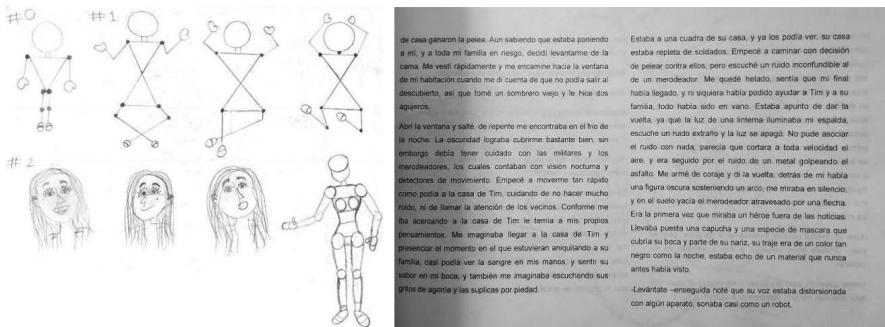 #0
#1
#2
de casa ganaron la pelea. Aun sabiendo que estaba poniendo
a mí, y a toda mi familia en riesgo, decidí levantarme de la
cama. Me vestí rápidamente y me encamine hacia la ventana
de mi habitación cuando me di cuenta de que no podía salir al
descubierto, así que tomé un sombrero viejo y le hice dos
agujeros.
Abrí la ventana y salté, de repente me encontraba en el frio de
la noche. La oscuridad lograba cubrirme bastante bien, sin
embargo debía tener cuidado con las militares y los
merodeadores, los cuales contaban con visión nocturna y
detectores de movimiento. Empecé a moverme tan rápido
como podía a la casa de Tim, cuidando de no hacer mucho
ruido, ni de llamar la atención de los vecinos. Conforme me
iba acercando a la casa de Tim le temía a mis propios
pensamientos. Me imaginaba llegar a la casa de Tim y
presenciar el momento en el que estuvieran aniquilando a su
familia, casi podía ver la sangre en mis manos, y sentir su
sabor en mi boca, y también me imaginaba escuchando sus
gritos de agonía y las suplicas por piedad.
Estaba a una cuadra de su casa, y ya los podía ver, su casa
estaba repleta de soldados. Empecé a caminar con decisión
de pelear contra ellos, pero escuché un ruido inconfundible al
de un merodeador. Me quedé helado, sentía que mi final
había llegado, y ni siquiera había podido ayudar a Tim y a su
familia, todo había sido en vano. Estaba apunto de dar la
vuelta, ya que la luz de una linterna iluminaba mi espalda,
escuche un ruido extraño y la luz se apagó. No pude asociar
el ruido con nada, parecía que cortara a toda velocidad el
aire, y era seguido por el ruido de un metal golpeando el
asfalto. Me armé de coraje y di la vuelta, detrás de mi había
una figura oscura sosteniendo un arco, me miraba en silencio,
y en el suelo yacía el merodeador atravesado por una flecha.
Era la primera vez que miraba un héroe fuera de las noticias.
Llevaba puesta una capucha y una especie de mascara que
cubría su boca y parte de su nariz, su traje era de un color tan
negro como la noche, estaba echo de un material que nunca
antes había visto.
-Levántate –enseguida noté que su voz estaba distorsionada
con algún aparato, sonaba casi como un robot.